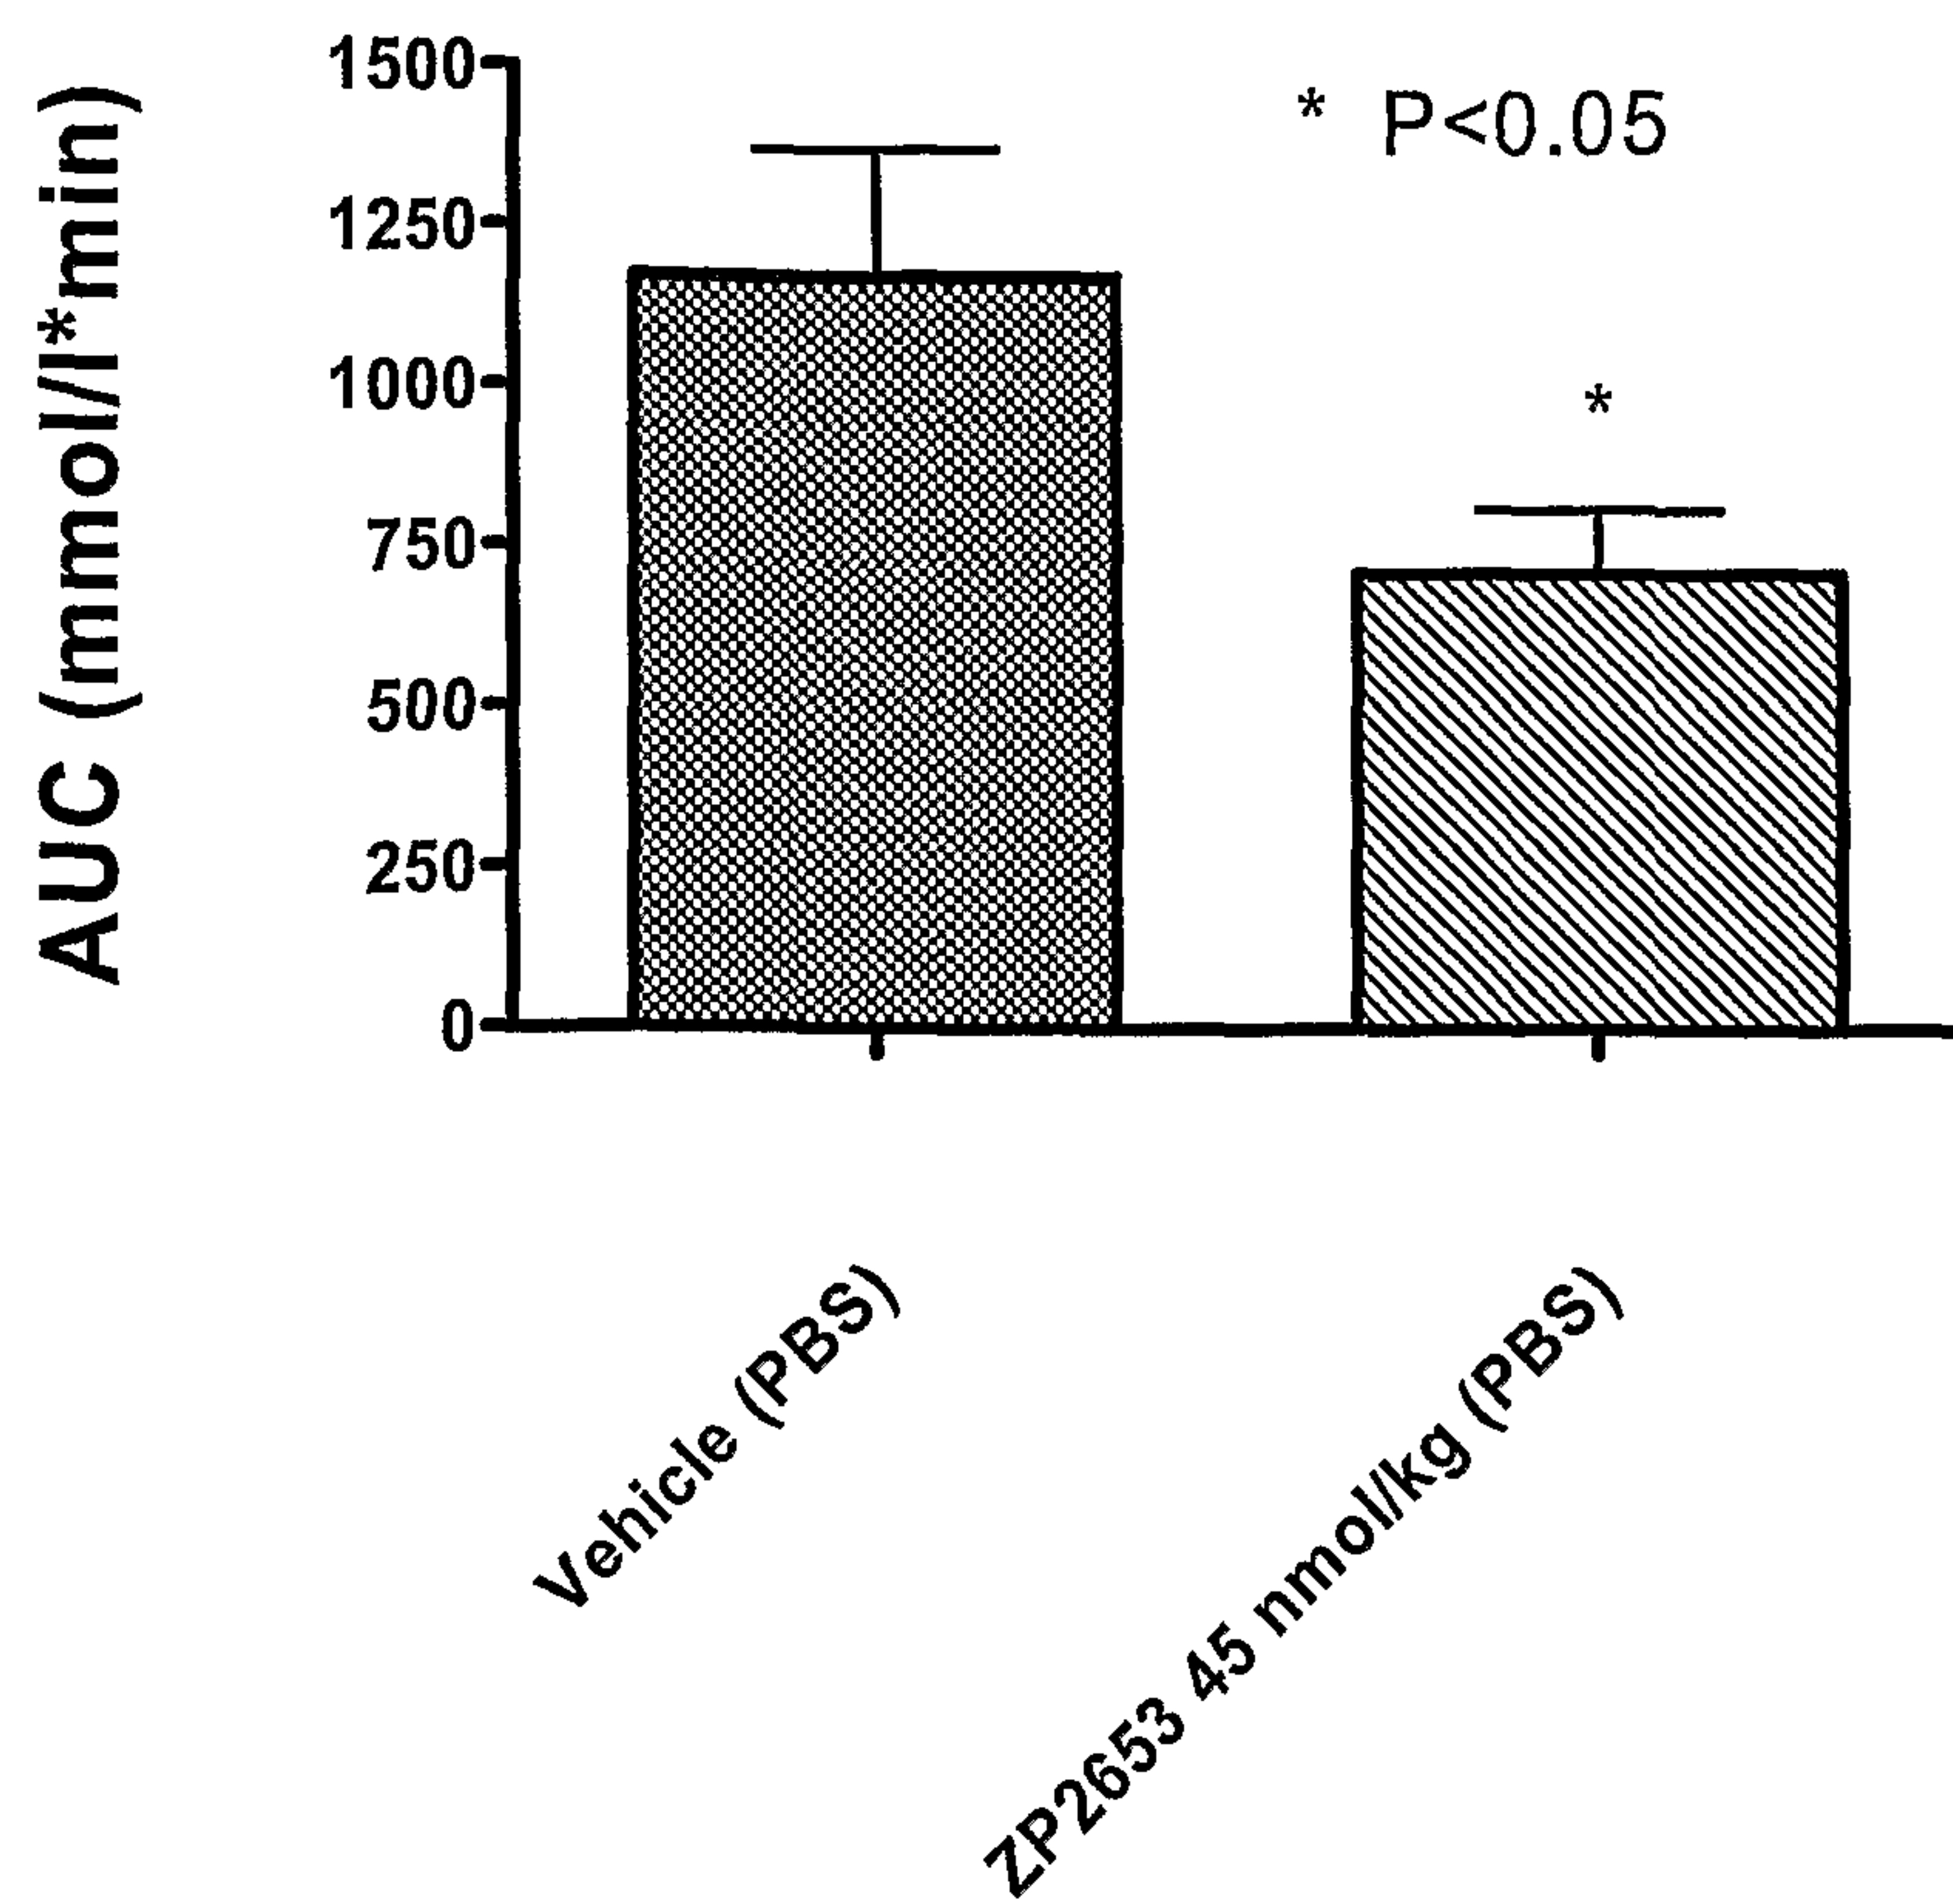 AUC (mmol/l*min)
1500
1250
1000
750
500
250
0
* P<0.05
*
Vehicle (PBS)
ZP2653 45 nmol/kg (PBS)